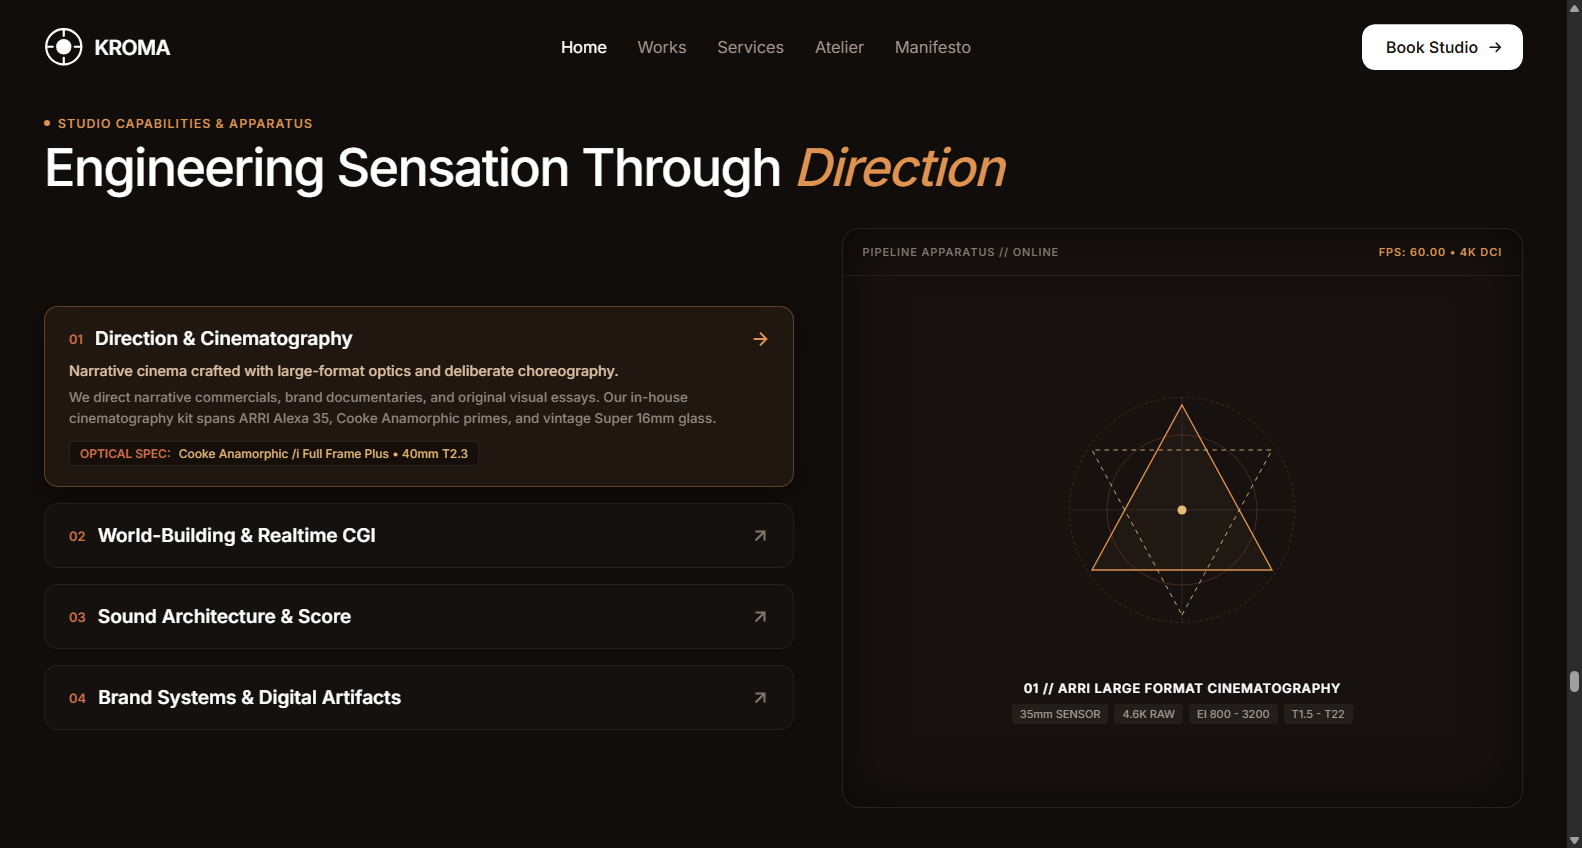 KROMA
Home Works Services Atelier Manifesto
Book Studio →
• STUDIO CAPABILITIES & APPARATUS
Engineering Sensation Through Direction
01 Direction & Cinematography
Narrative cinema crafted with large-format optics and deliberate choreography.
We direct narrative commercials, brand documentaries, and original visual essays. Our in-house
cinematography kit spans ARRI Alexa 35, Cooke Anamorphic primes, and vintage Super 16mm glass.
OPTICAL SPEC: Cooke Anamorphic /i Full Frame Plus • 40mm T2.3
02 World-Building & Realtime CGI
03 Sound Architecture & Score
04 Brand Systems & Digital Artifacts
PIPELINE APPARATUS // ONLINE
FPS: 60.00 • 4K DCI
01 // ARRI LARGE FORMAT CINEMATOGRAPHY
35mm SENSOR 4.6K RAW EI 800 - 3200 T1.5 - T22